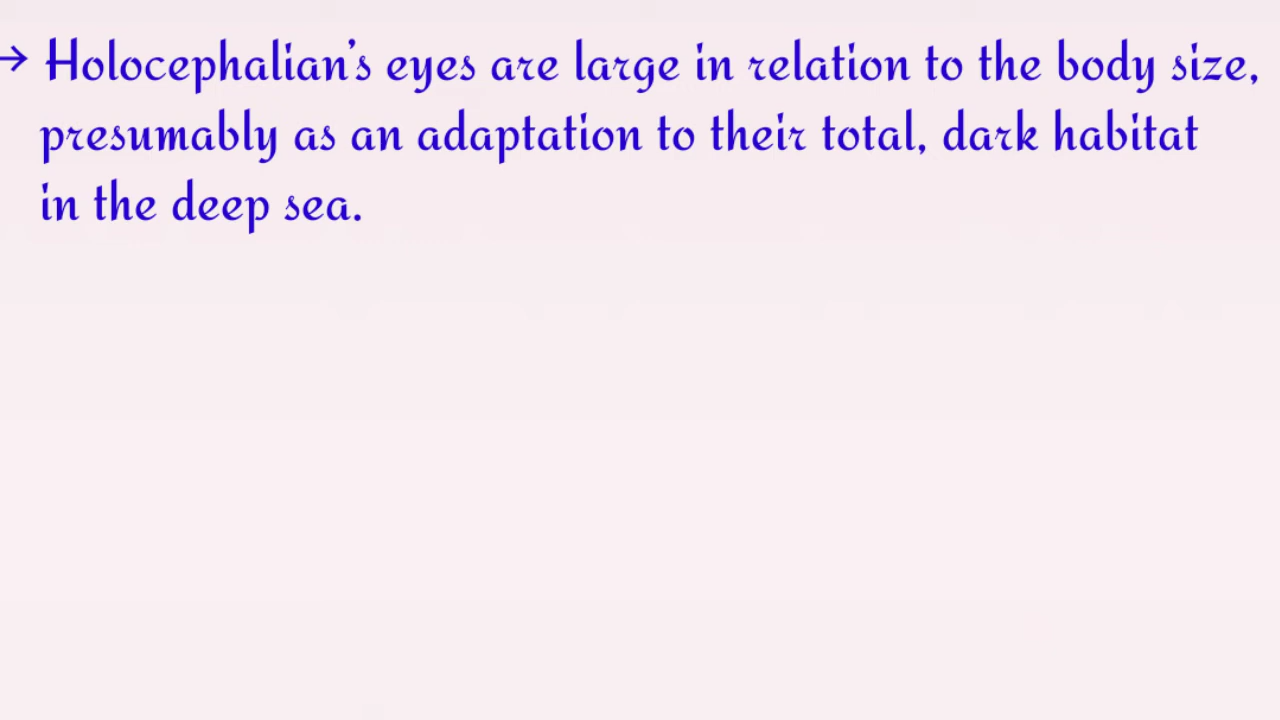 → Holocephalian's eyes are large in relation to the body size,
presumably as an adaptation to their total, dark habitat
in the deep sea.